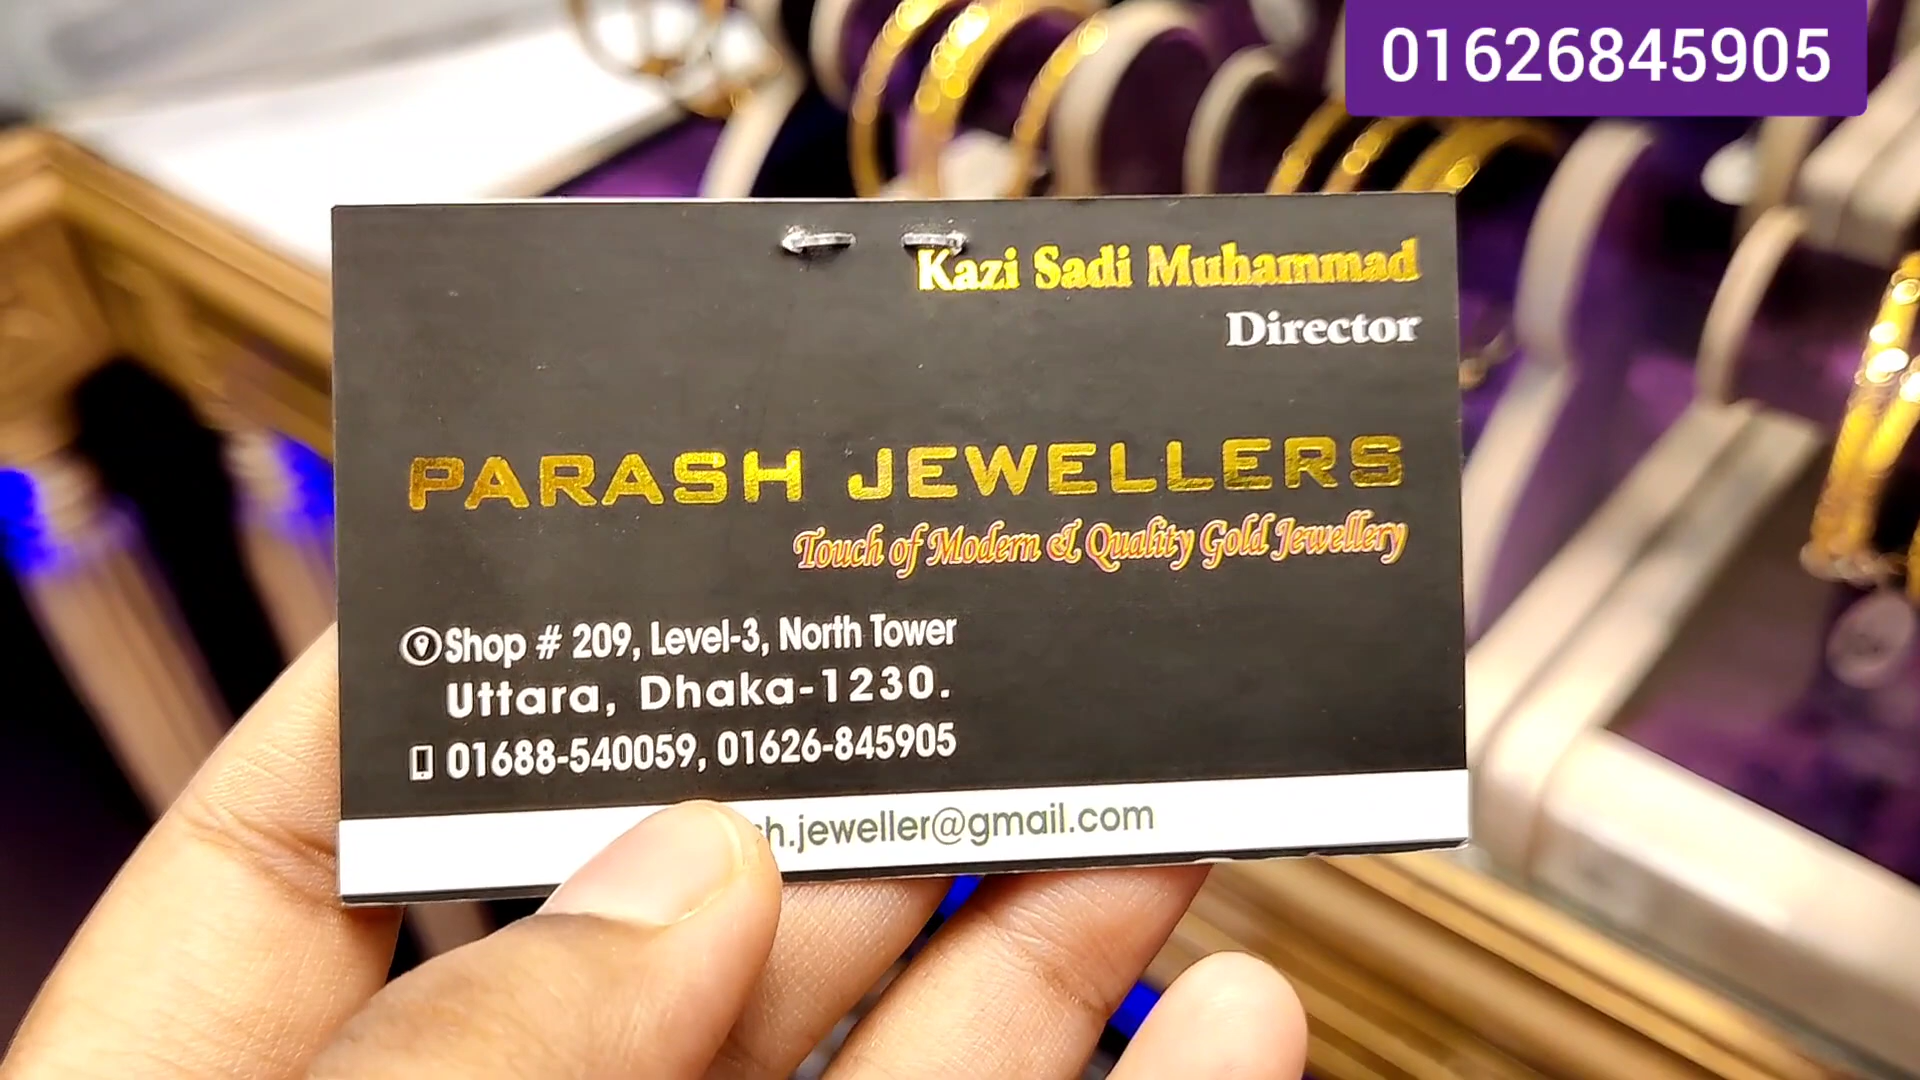 01626845905
Kazi Sadi Muhammad
Director
PARASH JEWELLERS
Touch of Modern & Quality Gold Jewellery
Shop # 209, Level-3, North Tower
Uttara, Dhaka-1230.
01688-540059, 01626-845905
sh.jeweller@gmail.com